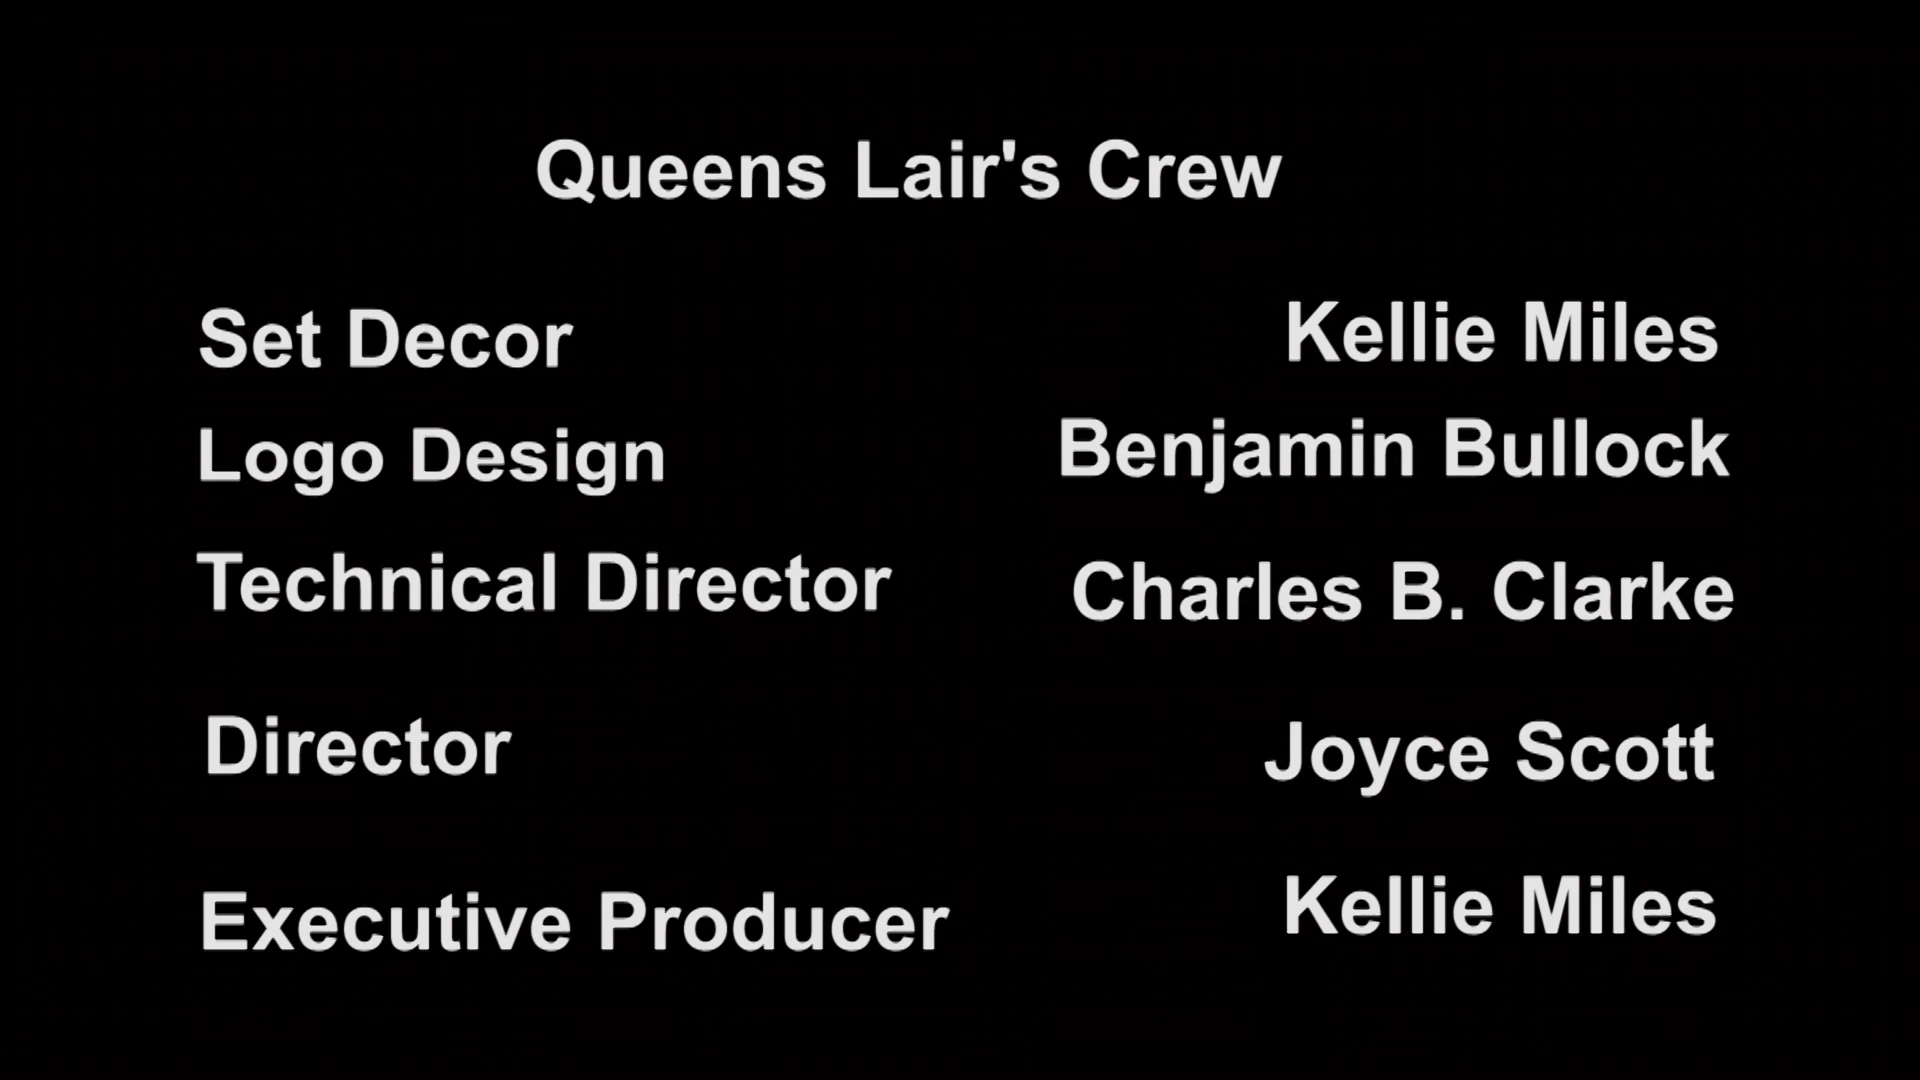 Queens Lair's Crew
Set Decor Kellie Miles
Logo Design Benjamin Bullock
Technical Director Charles B. Clarke
Director Joyce Scott
Executive Producer Kellie Miles